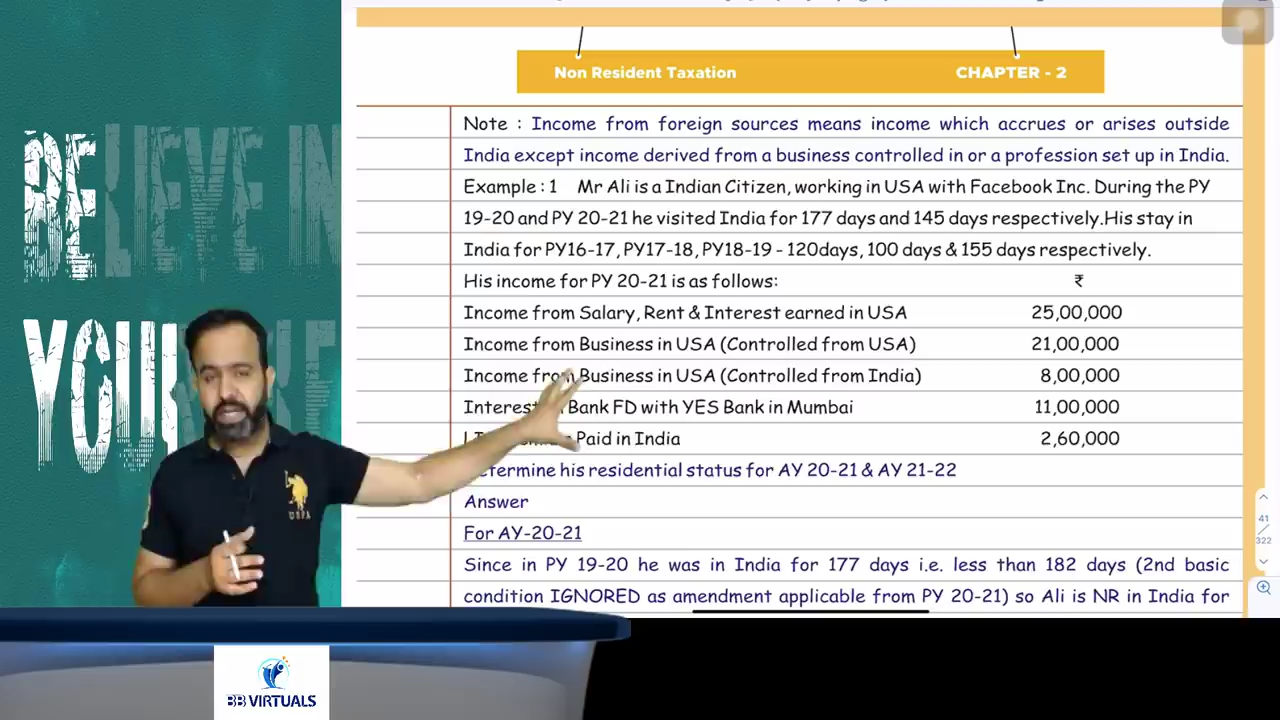 BELIEVE IN
YOUR
USPA
BB VIRTUALS
Non Resident Taxation
CHAPTER - 2
Note : Income from foreign sources means income which accrues or arises outside
India except income derived from a business controlled in or a profession set up in India.
Example : 1 Mr Ali is a Indian Citizen, working in USA with Facebook Inc. During the PY
19-20 and PY 20-21 he visited India for 177 days and 145 days respectively.His stay in
India for PY16-17, PY17-18, PY18-19 - 120days, 100 days & 155 days respectively.
His income for PY 20-21 is as follows: ₹
Income from Salary, Rent & Interest earned in USA 25,00,000
Income from Business in USA (Controlled from USA) 21,00,000
Income from Business in USA (Controlled from India) 8,00,000
Interest Bank FD with YES Bank in Mumbai 11,00,000
Paid in India 2,60,000
his residential status for AY 20-21 & AY 21-22
Answer
For AY-20-21
Since in PY 19-20 he was in India for 177 days i.e. less than 182 days (2nd basic
condition IGNORED as amendment applicable from PY 20-21) so Ali is NR in India for
41
322